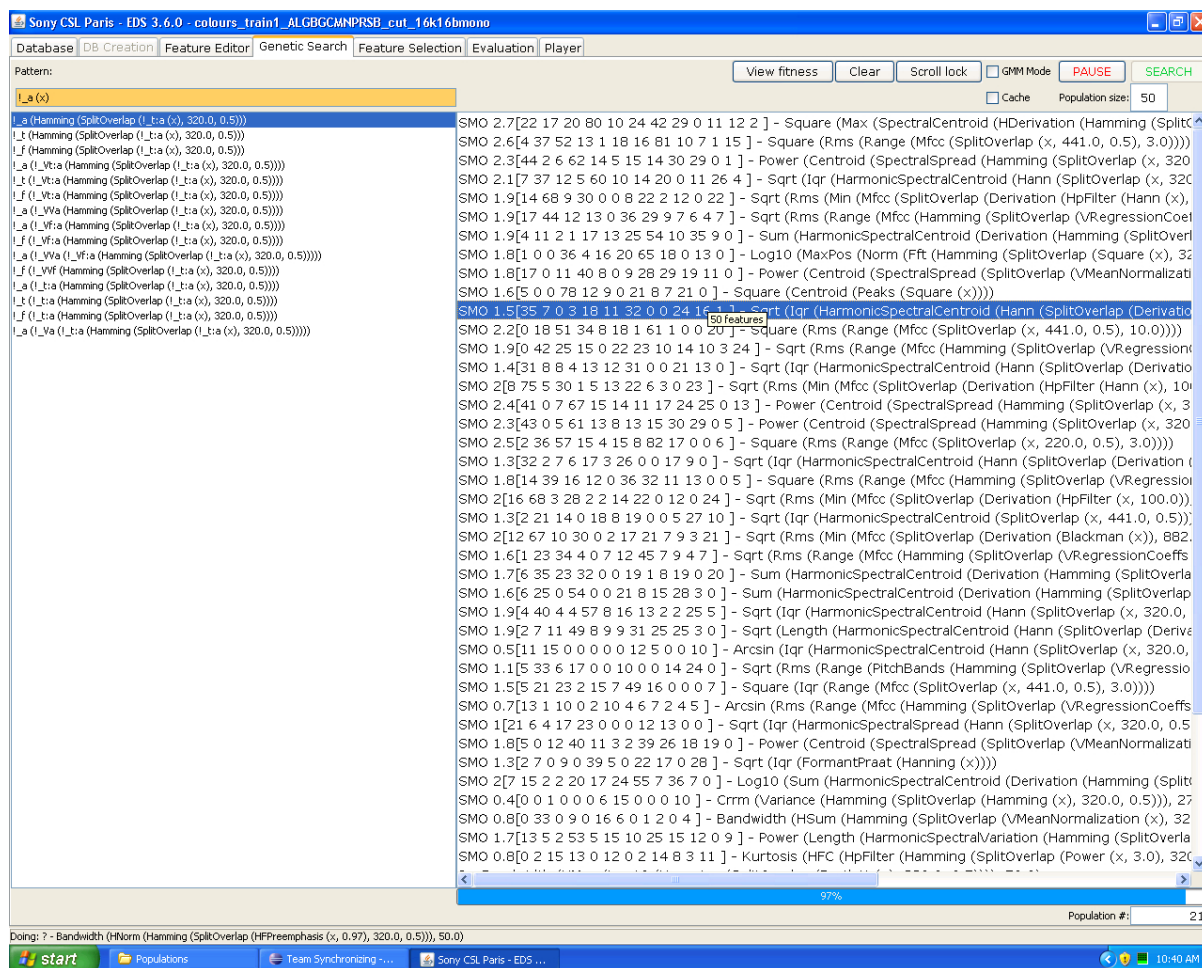 Sony CSL Paris - EDS 3.6.0 - colours_train1_ALGBGCMNPRSB_cut_16k16bmono
Database DB Creation Feature Editor Genetic Search Feature Selection Evaluation Player
Pattern:
View fitness Clear Scroll lock GMM Mode PAUSE SEARCH
!_a (x)
Cache Population size: 50
!_a (Hamming (SplitOverlap (!_t:a (x), 320.0, 0.5)))
!_t (Hamming (SplitOverlap (!_t:a (x), 320.0, 0.5)))
!_f (Hamming (SplitOverlap (!_t:a (x), 320.0, 0.5)))
!_a (!_Vt:a (Hamming (SplitOverlap (!_t:a (x), 320.0, 0.5))))
!_t (!_Vt:a (Hamming (SplitOverlap (!_t:a (x), 320.0, 0.5))))
!_f (!_Vt:a (Hamming (SplitOverlap (!_t:a (x), 320.0, 0.5))))
!_a (!_VVa (Hamming (SplitOverlap (!_t:a (x), 320.0, 0.5))))
!_a (!_Vf:a (Hamming (SplitOverlap (!_t:a (x), 320.0, 0.5))))
!_f (!_Vf:a (Hamming (SplitOverlap (!_t:a (x), 320.0, 0.5))))
!_a (!_VVa (!_Vf:a (Hamming (SplitOverlap (!_t:a (x), 320.0, 0.5)))))
!_f (!_VVf (Hamming (SplitOverlap (!_t:a (x), 320.0, 0.5))))
!_a (!_t:a (Hamming (SplitOverlap (!_t:a (x), 320.0, 0.5))))
!_t (!_t:a (Hamming (SplitOverlap (!_t:a (x), 320.0, 0.5))))
!_f (!_t:a (Hamming (SplitOverlap (!_t:a (x), 320.0, 0.5))))
!_a (!_Va (!_t:a (Hamming (SplitOverlap (!_t:a (x), 320.0, 0.5)))))
SMO 2.7[22 17 20 80 10 24 42 29 0 11 12 2 ] - Square (Max (SpectralCentroid (HDerivation (Hamming (Split
SMO 2.6[4 37 52 13 1 18 16 81 10 7 1 15 ] - Square (Rms (Range (Mfcc (SplitOverlap (x, 441.0, 0.5), 3.0))))
SMO 2.3[44 2 6 62 14 5 15 14 30 29 0 1 ] - Power (Centroid (SpectralSpread (Hamming (SplitOverlap (x, 320
SMO 2.1[7 37 12 5 60 10 14 20 0 11 26 4 ] - Sqrt (Iqr (HarmonicSpectralCentroid (Hann (SplitOverlap (x, 320
SMO 1.9[14 68 9 30 0 0 8 22 2 12 0 22 ] - Sqrt (Rms (Min (Mfcc (SplitOverlap (Derivation (HpFilter (Hann (x),
SMO 1.9[17 44 12 13 0 36 29 9 7 6 4 7 ] - Sqrt (Rms (Range (Mfcc (Hamming (SplitOverlap (VRegressionCoef
SMO 1.9[4 11 2 1 17 13 25 54 10 35 9 0 ] - Sum (HarmonicSpectralCentroid (Derivation (Hamming (SplitOverl
SMO 1.8[1 0 0 36 4 16 20 65 18 0 13 0 ] - Log10 (MaxPos (Norm (Fft (Hamming (SplitOverlap (Square (x), 32
SMO 1.8[17 0 11 40 8 0 9 28 29 19 11 0 ] - Power (Centroid (SpectralSpread (SplitOverlap (VMeanNormalizati
SMO 1.6[5 0 0 78 12 9 0 21 8 7 21 0 ] - Square (Centroid (Peaks (Square (x))))
SMO 1.5[35 7 0 3 18 11 32 0 0 24 16 1 ] - Sqrt (Iqr (HarmonicSpectralCentroid (Hann (SplitOverlap (Derivatio
50 features
SMO 2.2[0 18 51 34 8 18 1 61 1 0 0 20 ] - Square (Rms (Range (Mfcc (SplitOverlap (x, 441.0, 0.5), 10.0))))
SMO 1.9[0 42 25 15 0 22 23 10 14 10 3 24 ] - Sqrt (Rms (Range (Mfcc (Hamming (SplitOverlap (VRegression
SMO 1.4[31 8 8 4 13 12 31 0 0 21 13 0 ] - Sqrt (Iqr (HarmonicSpectralCentroid (Hann (SplitOverlap (Derivatio
SMO 2[8 75 5 30 1 5 13 22 6 3 0 23 ] - Sqrt (Rms (Min (Mfcc (SplitOverlap (Derivation (HpFilter (Hann (x), 10
SMO 2.4[41 0 7 67 15 14 11 17 24 25 0 13 ] - Power (Centroid (SpectralSpread (Hamming (SplitOverlap (x, 3
SMO 2.3[43 0 5 61 13 8 13 15 30 29 0 5 ] - Power (Centroid (SpectralSpread (Hamming (SplitOverlap (x, 320
SMO 2.5[2 36 57 15 4 15 8 82 17 0 0 6 ] - Square (Rms (Range (Mfcc (SplitOverlap (x, 220.0, 0.5), 3.0))))
SMO 1.3[32 2 7 6 17 3 26 0 0 17 9 0 ] - Sqrt (Iqr (HarmonicSpectralCentroid (Hann (SplitOverlap (Derivation (
SMO 1.8[14 39 16 12 0 36 32 11 13 0 0 5 ] - Square (Rms (Range (Mfcc (Hamming (SplitOverlap (VRegressio
SMO 2[16 68 3 28 2 2 14 22 0 12 0 24 ] - Sqrt (Rms (Min (Mfcc (SplitOverlap (Derivation (HpFilter (x, 100.0))
SMO 1.3[2 21 14 0 18 8 19 0 0 5 27 10 ] - Sqrt (Iqr (HarmonicSpectralCentroid (SplitOverlap (x, 441.0, 0.5))
SMO 2[12 67 10 30 0 2 17 21 7 9 3 21 ] - Sqrt (Rms (Min (Mfcc (SplitOverlap (Derivation (Blackman (x)), 882.
SMO 1.6[1 23 34 4 0 7 12 45 7 9 4 7 ] - Sqrt (Rms (Range (Mfcc (Hamming (SplitOverlap (VRegressionCoeffs
SMO 1.7[6 35 23 32 0 0 19 1 8 19 0 20 ] - Sum (HarmonicSpectralCentroid (Derivation (Hamming (SplitOverla
SMO 1.6[6 25 0 54 0 0 21 8 15 28 3 0 ] - Sum (HarmonicSpectralCentroid (Derivation (Hamming (SplitOverlap
SMO 1.9[4 40 4 4 57 8 16 13 2 2 25 5 ] - Sqrt (Iqr (HarmonicSpectralCentroid (Hann (SplitOverlap (x, 320.0,
SMO 1.9[2 7 11 49 8 9 9 31 25 25 3 0 ] - Sqrt (Length (HarmonicSpectralCentroid (Hann (SplitOverlap (Deriva
SMO 0.5[11 15 0 0 0 0 0 12 5 0 0 10 ] - Arcsin (Iqr (HarmonicSpectralCentroid (Hann (SplitOverlap (x, 320.0,
SMO 1.1[5 33 6 17 0 0 10 0 0 14 24 0 ] - Sqrt (Rms (Range (PitchBands (Hamming (SplitOverlap (VRegressio
SMO 1.5[5 21 23 2 15 7 49 16 0 0 0 7 ] - Square (Iqr (Range (Mfcc (SplitOverlap (x, 441.0, 0.5), 3.0))))
SMO 0.7[13 1 10 0 2 10 4 6 7 2 4 5 ] - Arcsin (Rms (Range (Mfcc (Hamming (SplitOverlap (VRegressionCoeffs
SMO 1[21 6 4 17 23 0 0 0 12 13 0 0 ] - Sqrt (Iqr (HarmonicSpectralSpread (Hann (SplitOverlap (x, 320.0, 0.5
SMO 1.8[5 0 12 40 11 3 2 39 26 18 19 0 ] - Power (Centroid (SpectralSpread (SplitOverlap (VMeanNormalizati
SMO 1.3[2 7 0 9 0 39 5 0 22 17 0 28 ] - Sqrt (Iqr (FormantPraat (Hanning (x))))
SMO 2[7 15 2 2 20 17 24 55 7 36 7 0 ] - Log10 (Sum (HarmonicSpectralCentroid (Derivation (Hamming (Split
SMO 0.4[0 0 1 0 0 0 6 15 0 0 0 10 ] - Crrm (Variance (Hamming (SplitOverlap (Hamming (x), 320.0, 0.5))), 27
SMO 0.8[0 33 0 9 0 16 6 0 1 2 0 4 ] - Bandwidth (HSum (Hamming (SplitOverlap (VMeanNormalization (x), 32
SMO 1.7[13 5 2 53 5 15 10 25 15 12 0 9 ] - Power (Length (HarmonicSpectralVariation (Hamming (SplitOverla
SMO 0.8[0 2 15 13 0 12 0 2 14 8 3 11 ] - Kurtosis (HFC (HpFilter (Hamming (SplitOverlap (Power (x, 3.0), 320
97%
Population #: 21
Doing: ? - Bandwidth (HNorm (Hamming (SplitOverlap (HFPreemphasis (x, 0.97), 320.0, 0.5))), 50.0)
start Populations Team Synchronizing -... Sony CSL Paris - EDS ... 10:40 AM